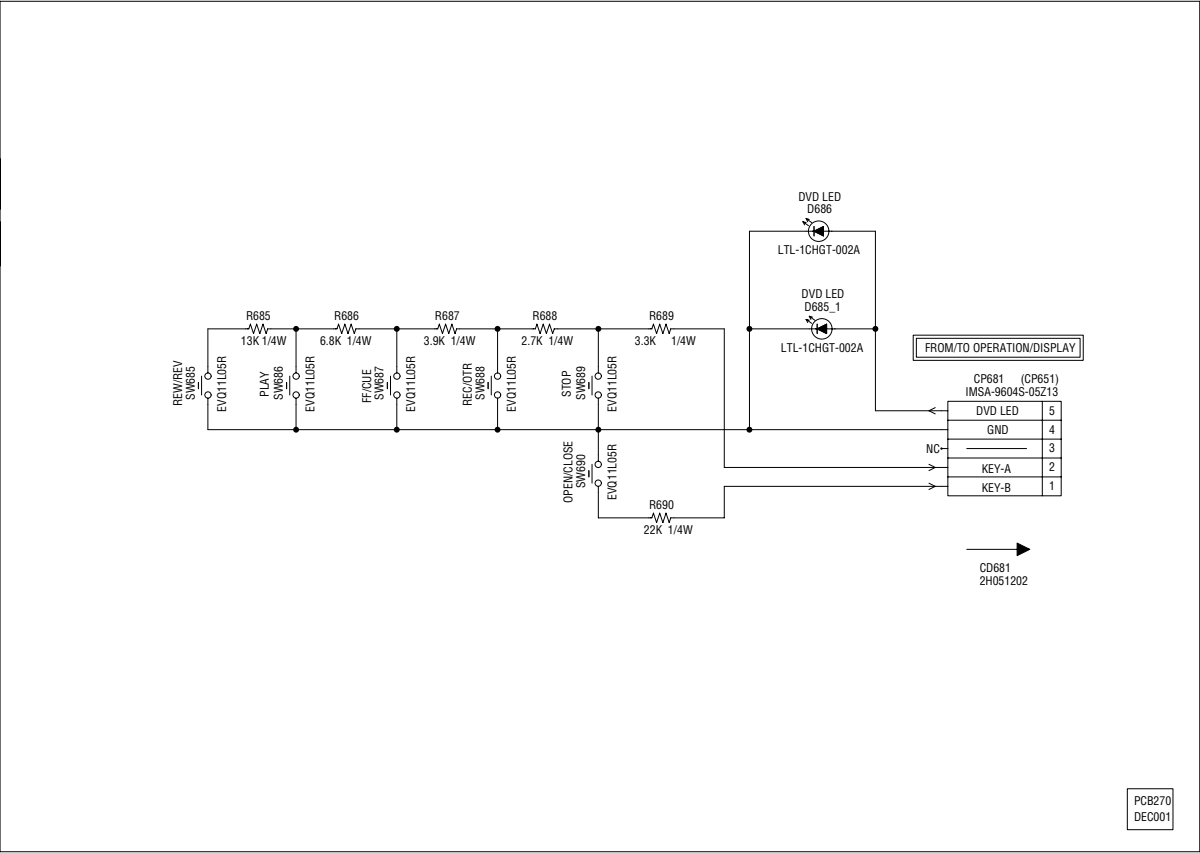 DVD LED
D686
LTL-1CHGT-002A
DVD LED
D685_1
LTL-1CHGT-002A
R685
13K 1/4W
R686
6.8K 1/4W
R687
3.9K 1/4W
R688
2.7K 1/4W
R689
3.3K 1/4W
REW/REV
SW685
EVQ11L05R
PLAY
SW686
EVQ11L05R
FF/CUE
SW687
EVQ11L05R
REC/OTR
SW688
EVQ11L05R
STOP
SW689
EVQ11L05R
OPEN/CLOSE
SW690
EVQ11L05R
R690
22K 1/4W
FROM/TO OPERATION/DISPLAY
CP681 (CP651)
IMSA-9604S-05Z13
DVD LED 5
GND 4
NC 3
KEY-A 2
KEY-B 1
CD681
2H051202
PCB270
DEC001